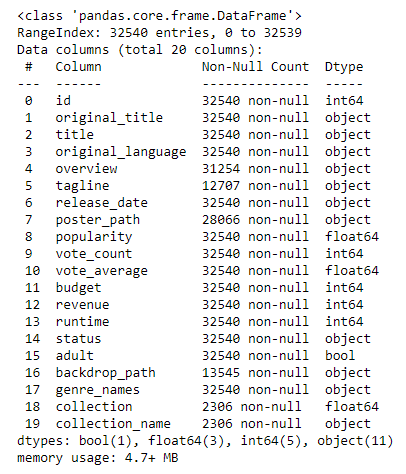 <class 'pandas.core.frame.DataFrame'>
RangeIndex: 32540 entries, 0 to 32539
Data columns (total 20 columns):
 #   Column             Non-Null Count  Dtype
---  ------             --------------  -----
 0   id                 32540 non-null  int64
 1   original_title     32540 non-null  object
 2   title              32540 non-null  object
 3   original_language  32540 non-null  object
 4   overview           31254 non-null  object
 5   tagline            12707 non-null  object
 6   release_date       32540 non-null  object
 7   poster_path        28066 non-null  object
 8   popularity         32540 non-null  float64
 9   vote_count         32540 non-null  int64
 10  vote_average       32540 non-null  float64
 11  budget             32540 non-null  int64
 12  revenue            32540 non-null  int64
 13  runtime            32540 non-null  int64
 14  status             32540 non-null  object
 15  adult              32540 non-null  bool
 16  backdrop_path      13545 non-null  object
 17  genre_names        32540 non-null  object
 18  collection         2306 non-null   float64
 19  collection_name    2306 non-null   object
dtypes: bool(1), float64(3), int64(5), object(11)
memory usage: 4.7+ MB